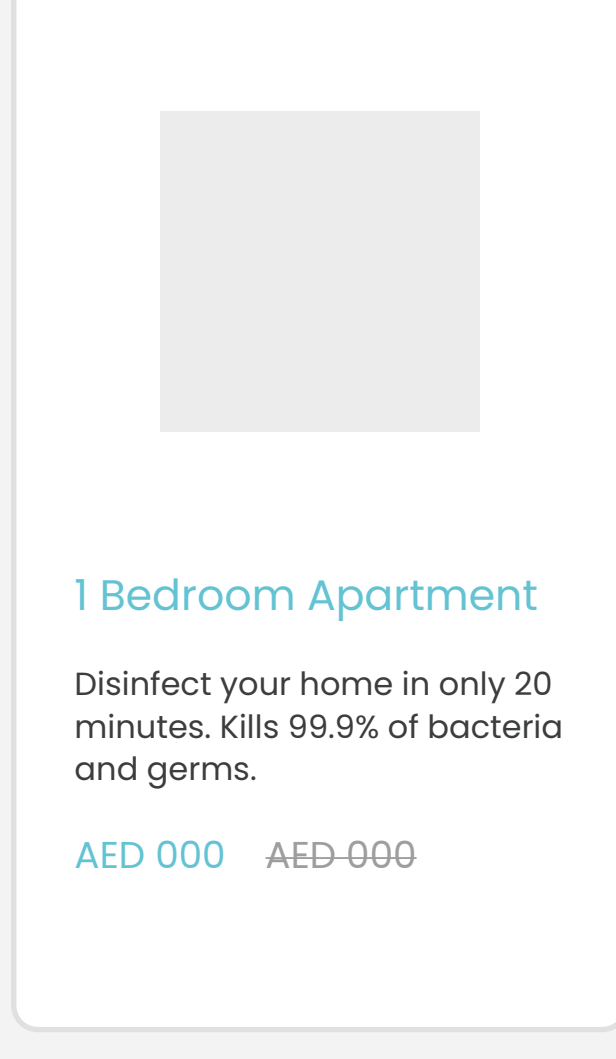 1 Bedroom Apartment
Disinfect your home in only 20
minutes. Kills 99.9% of bacteria
and germs.
AED 000 AED 000